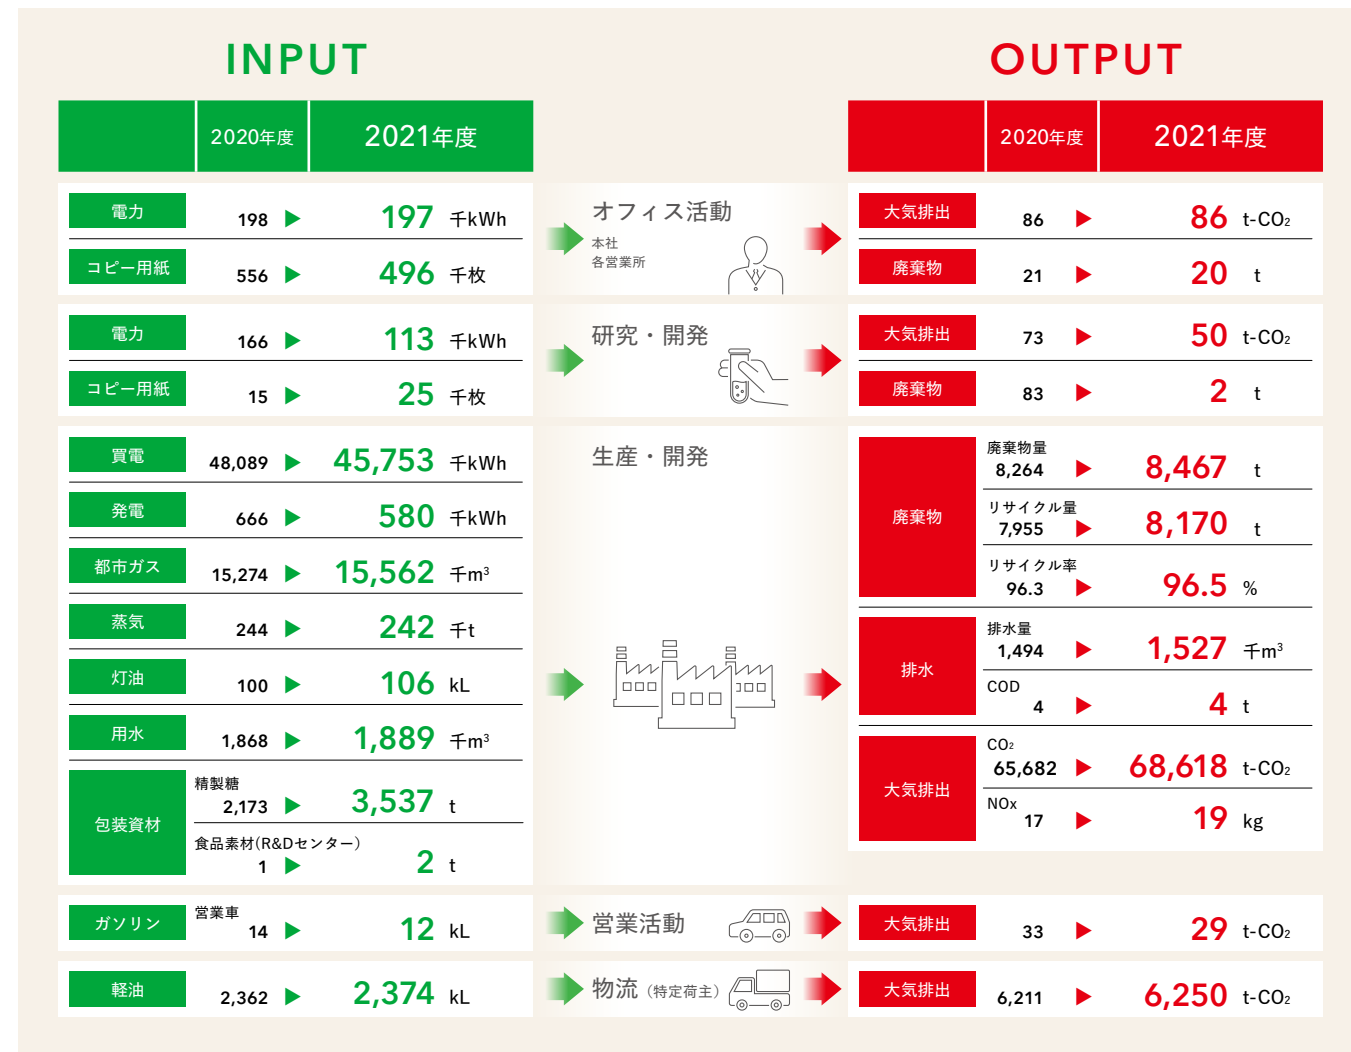 INPUT
OUTPUT
2020年度 2021年度
2020年度 2021年度
電力 198 197 千kWh
コピー用紙 556 496 千枚
オフィス活動
本社
各営業所
大気排出 86 86 t-CO₂
廃棄物 21 20 t
電力 166 113 千kWh
コピー用紙 15 25 千枚
研究・開発
大気排出 73 50 t-CO₂
廃棄物 83 2 t
買電 48,089 45,753 千kWh
発電 666 580 千kWh
都市ガス 15,274 15,562 千m³
蒸気 244 242 千t
灯油 100 106 kL
用水 1,868 1,889 千m³
包装資材
精製糖
2,173 3,537 t
食品素材(R&Dセンター)
1 2 t
生産・開発
廃棄物
廃棄物量
8,264 8,467 t
リサイクル量
7,955 8,170 t
リサイクル率
96.3 96.5 %
排水
排水量
1,494 1,527 千m³
COD
4 4 t
大気排出
CO₂
65,682 68,618 t-CO₂
NOx
17 19 kg
ガソリン
営業車
14 12 kL
営業活動
大気排出 33 29 t-CO₂
軽油 2,362 2,374 kL
物流(特定荷主)
大気排出 6,211 6,250 t-CO₂